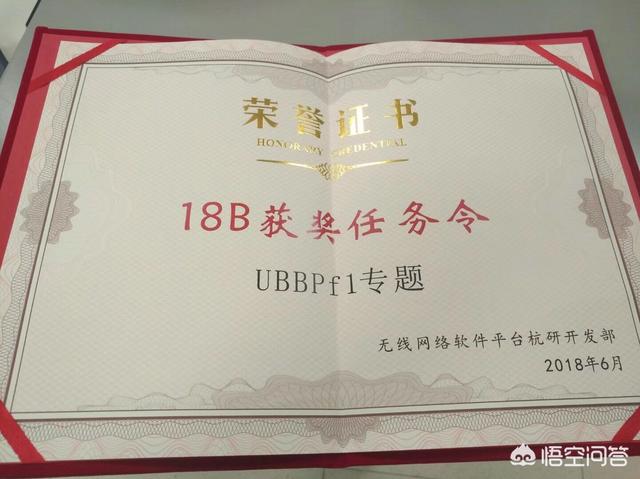 荣誉证书
HONORARY CREDENTIAL
18B获奖任务令
UBBPf1专题
无线网络软件平台杭研开发部
2018年6月
悟空问答